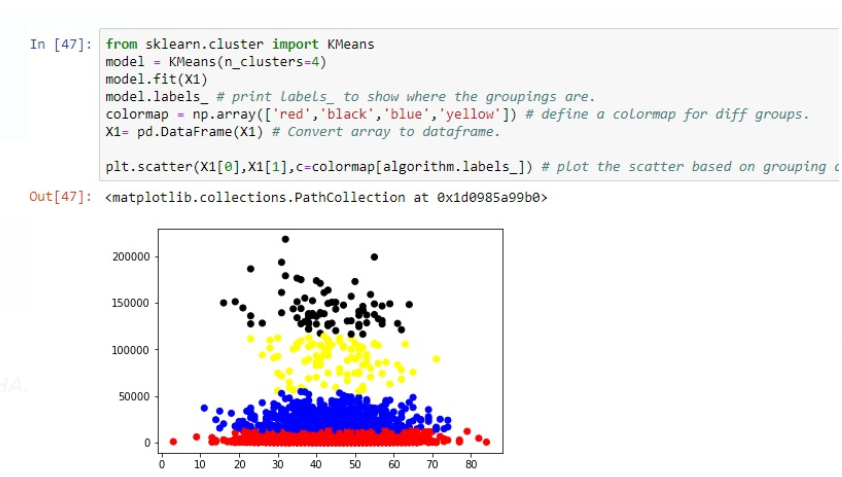 In [47]: from sklearn.cluster import KMeans
model = KMeans(n_clusters=4)
model.fit(X1)
model.labels_ # print labels_ to show where the groupings are.
colormap = np.array(['red','black','blue','yellow']) # define a colormap for diff groups.
X1= pd.DataFrame(X1) # Convert array to dataframe.
plt.scatter(X1[0],X1[1],c=colormap[algorithm.labels_]) # plot the scatter based on grouping
Out[47]: <matplotlib.collections.PathCollection at 0x1d0985a99b0>
200000
150000
100000
50000
0
0 10 20 30 40 50 60 70 80